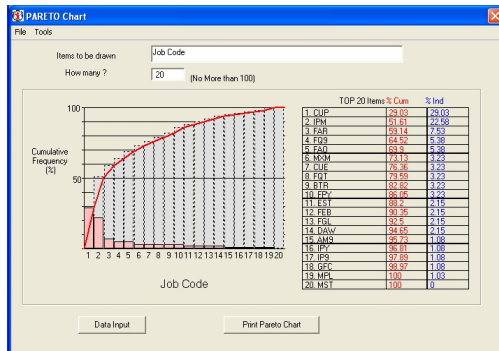 PARETO Chart
File Tools
Items to be drawn Job Code
How many ? 20 (No More than 100)
TOP 20 Items % Cum % Ind
1. CUP 29.03 29.03
2. IPM 51.61 22.58
3. FAR 59.14 7.53
4. FQ9 64.52 5.38
5. FAO 69.9 5.38
6. MXM 73.13 3.23
7. CUE 76.36 3.23
8. FQT 79.59 3.23
9. BTR 82.82 3.23
10. FPY 86.05 3.23
11. EST 88.2 2.15
12. FEB 90.35 2.15
13. FGL 92.5 2.15
14. DAW 94.65 2.15
15. AM9 95.73 1.08
16. IPY 96.81 1.08
17. IP9 97.89 1.08
18. GFC 98.97 1.08
19. MPL 100 1.03
20. MST 100 0
100
Cumulative
Frequency
(%)
50
1 2 3 4 5 6 7 8 9 10 11 12 13 14 15 16 17 18 19 20
Job Code
Data Input Print Pareto Chart